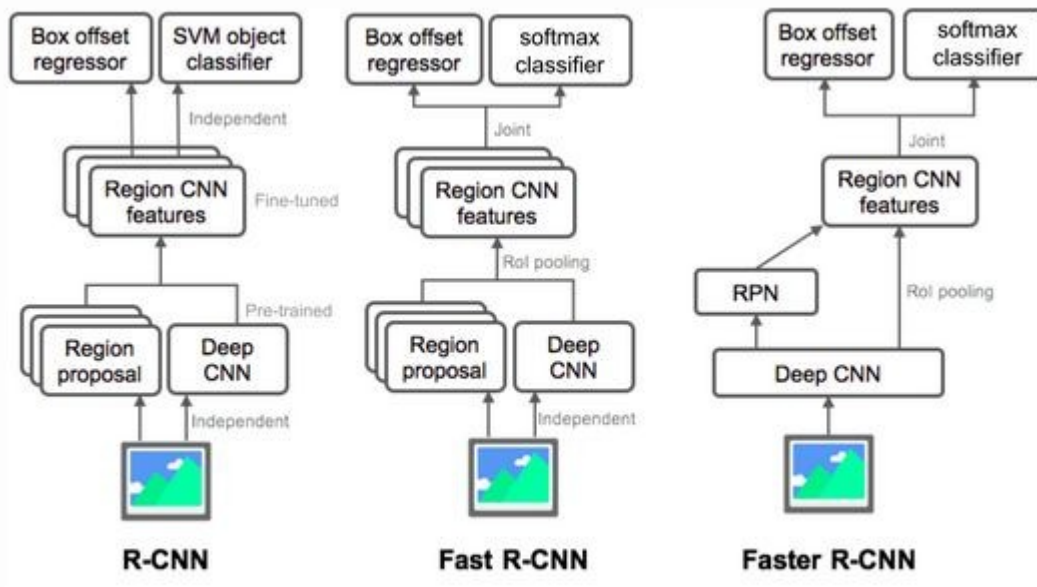 Box offset
regressor
SVM object
classifier
Independent
Region CNN
features
Fine-tuned
Pre-trained
Region
proposal
Deep
CNN
Independent
R-CNN
Box offset
regressor
softmax
classifier
Joint
Region CNN
features
RoI pooling
Region
proposal
Deep
CNN
Independent
Fast R-CNN
Box offset
regressor
softmax
classifier
Joint
Region CNN
features
RPN
RoI pooling
Deep CNN
Faster R-CNN